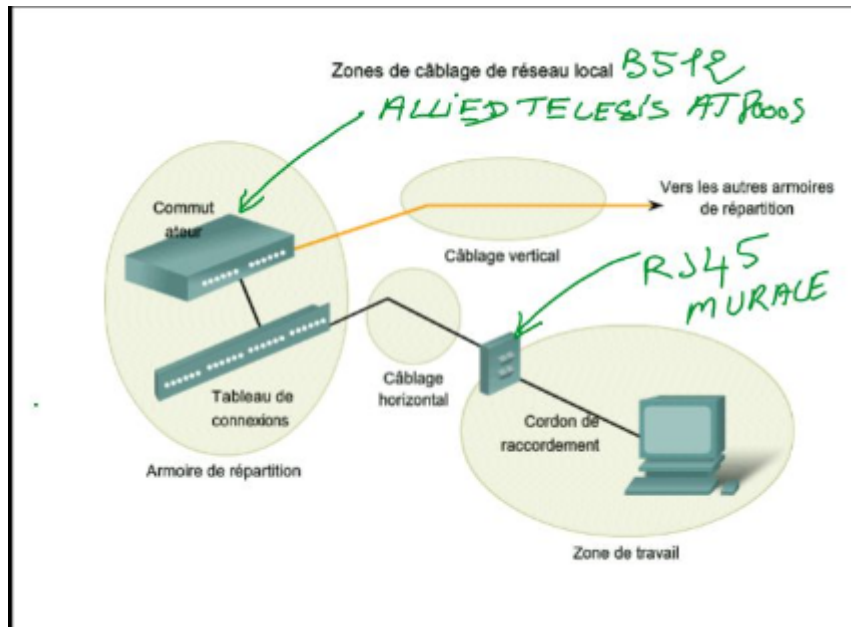 Zones de câblage de réseau local B512
ALLIED TELESIS AT8000S
Commut
ateur
Vers les autres armoires
de répartition
Câblage vertical
RJ45
MURALE
Câblage
horizontal
Tableau de
connexions
Cordon de
raccordement
Armoire de répartition
Zone de travail